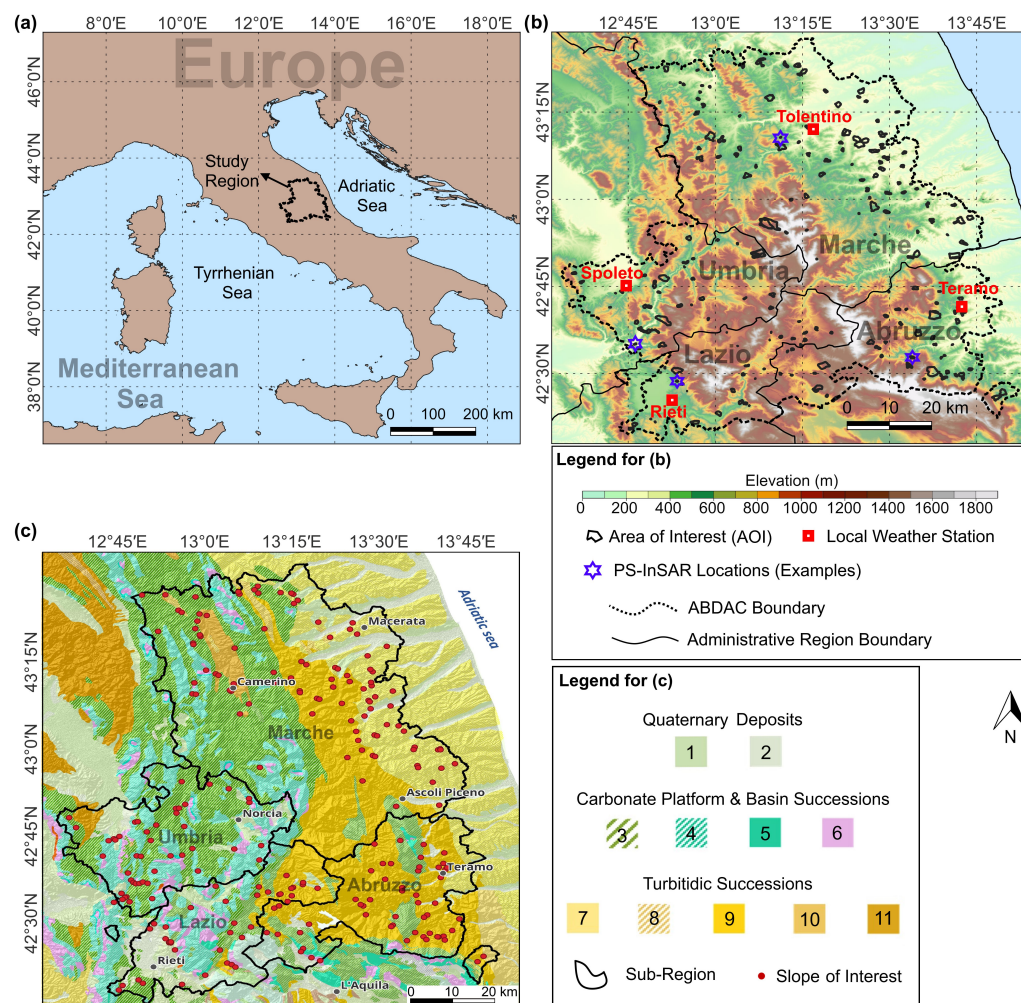 (a)
8°0'E 10°0'E 12°0'E 14°0'E 16°0'E
46°0'N
44°0'N
42°0'N
40°0'N
38°0'N
Europe
Study
Region
Adriatic
Sea
Tyrrhenian
Sea
Mediterranean
Sea
0 100 200 km
(b)
12°45'E 13°0'E 13°15'E 13°30'E 13°45'E
43°15'N
43°0'N
42°45'N
42°30'N
Tolentino
Marche
Spoleto
Umbria
Teramo
Abruzzo
Lazio
Rieti
0 10 20 km
Legend for (b)
Elevation (m)
0 200 400 600 800 1000 1200 1400 1600 1800
Area of Interest (AOI)
Local Weather Station
PS-InSAR Locations (Examples)
ABDAC Boundary
Administrative Region Boundary
(c)
12°45'E 13°0'E 13°15'E 13°30'E 13°45'E
43°15'N
43°0'N
42°45'N
42°30'N
Adriatic sea
Macerata
Camerino
Marche
Ascoli Piceno
Norcia
Umbria
Teramo
Abruzzo
Lazio
Rieti
L'Aquila
0 10 20 km
Legend for (c)
Quaternary Deposits
1 2
Carbonate Platform & Basin Successions
3 4 5 6
Turbitidic Successions
7 8 9 10 11
Sub-Region
Slope of Interest
N